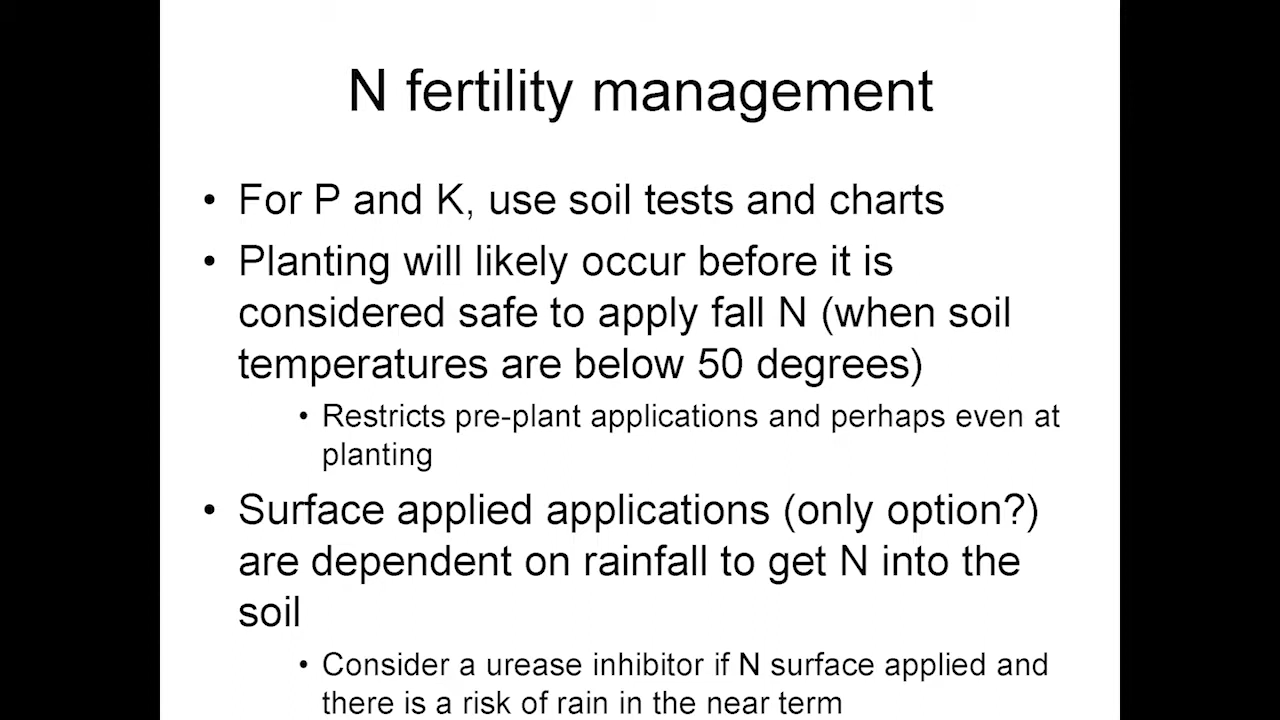 N fertility management
• For P and K, use soil tests and charts
• Planting will likely occur before it is
considered safe to apply fall N (when soil
temperatures are below 50 degrees)
• Restricts pre-plant applications and perhaps even at
planting
• Surface applied applications (only option?)
are dependent on rainfall to get N into the
soil
• Consider a urease inhibitor if N surface applied and
there is a risk of rain in the near term